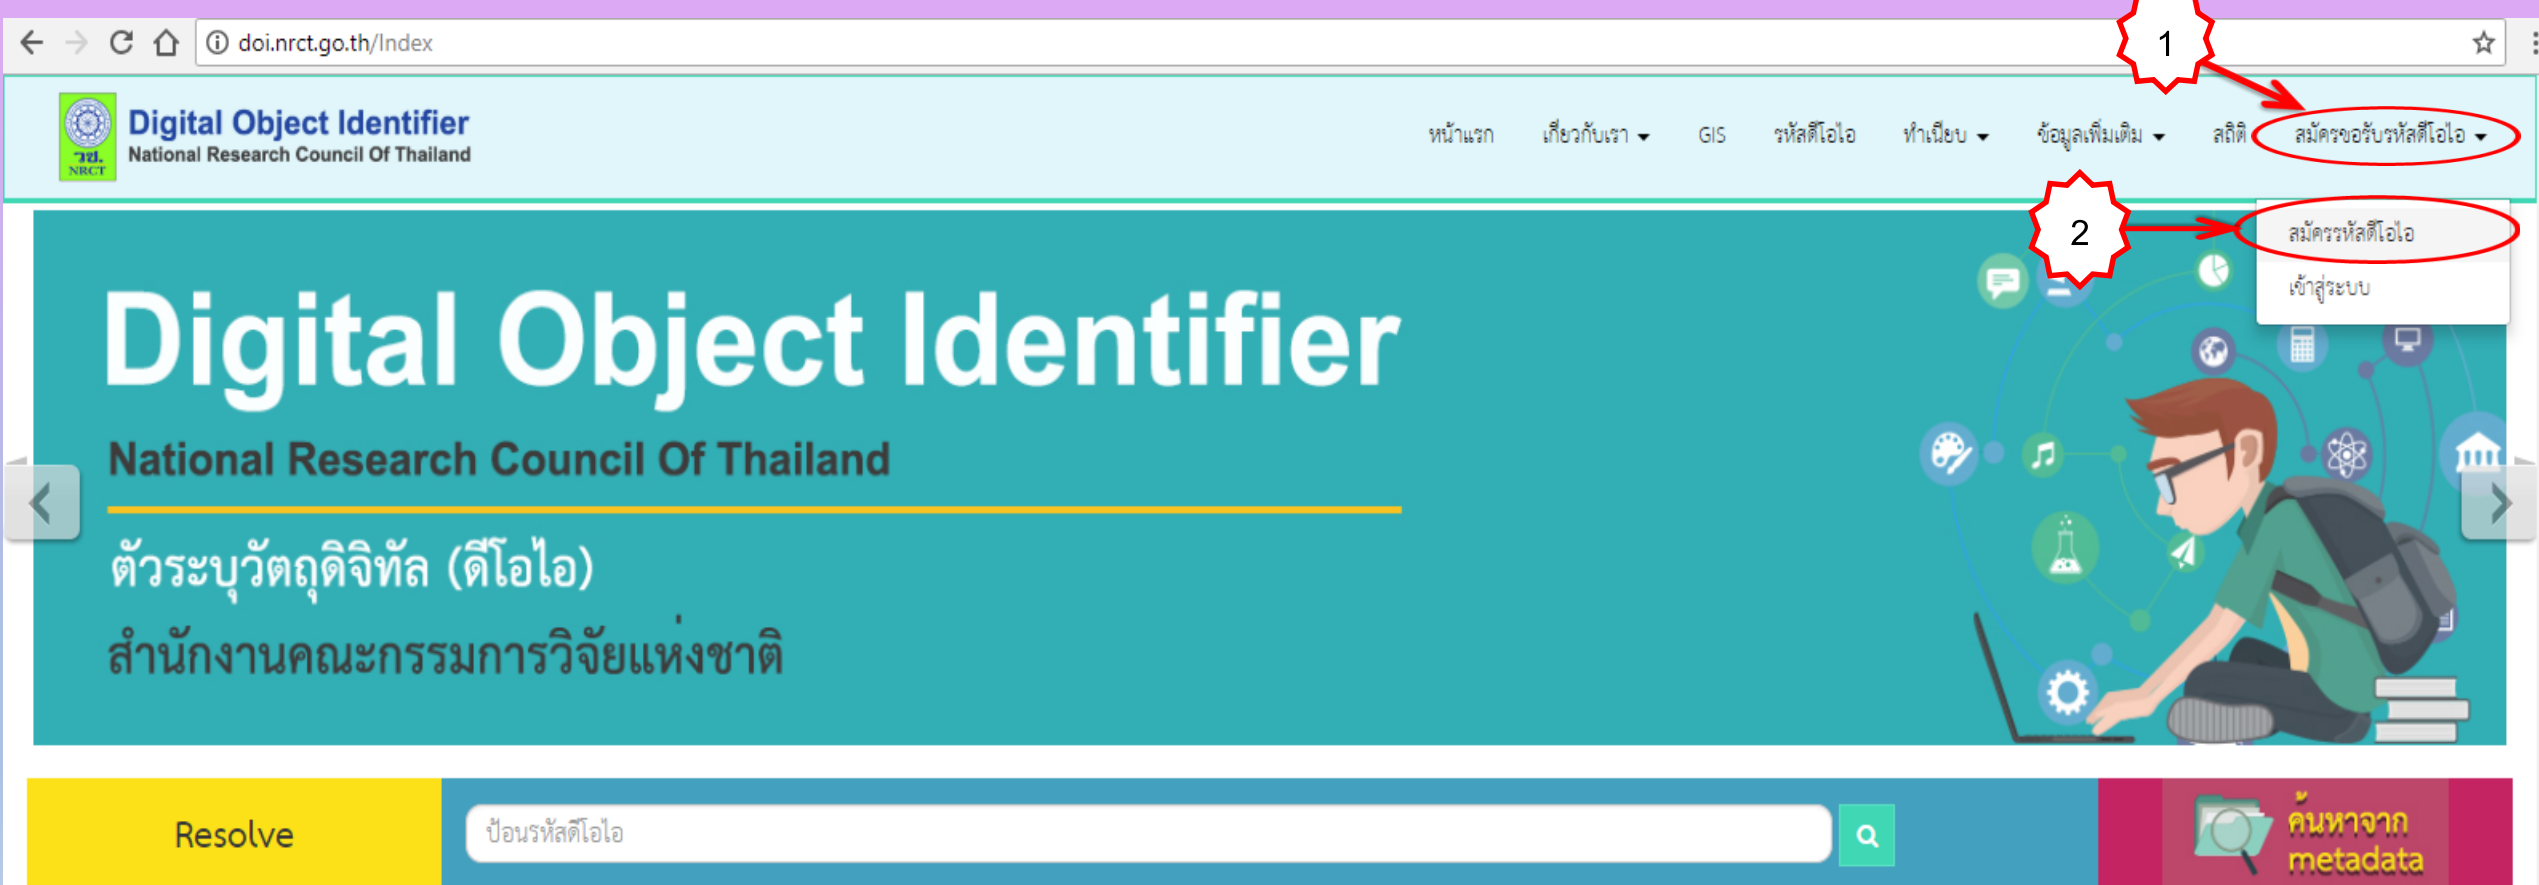 1
doi.nrct.go.th/Index
Digital Object Identifier
National Research Council Of Thailand
วช.
NRCT
หน้าแรก เกี่ยวกับเรา GIS รหัสดีโอไอ ทำเนียบ ข้อมูลเพิ่มเติม สถิติ สมัครขอรับรหัสดีโอไอ
2
สมัครรหัสดีโอไอ
เข้าสู่ระบบ
Digital Object Identifier
National Research Council Of Thailand
ตัวระบุวัตถุดิจิทัล (ดีโอไอ)
สำนักงานคณะกรรมการวิจัยแห่งชาติ
Resolve
ป้อนรหัสดีโอไอ
ค้นหาจาก
metadata